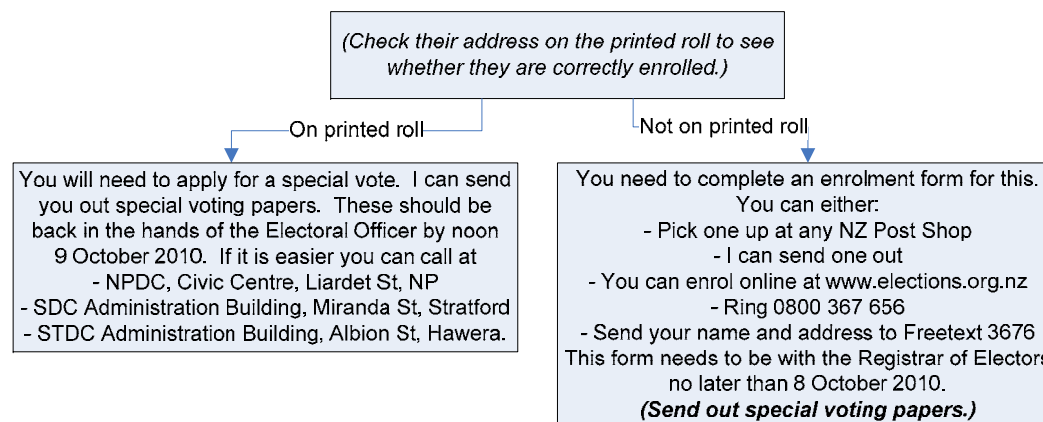 (Check their address on the printed roll to see
whether they are correctly enrolled.)
On printed roll
Not on printed roll
You will need to apply for a special vote. I can send
you out special voting papers. These should be
back in the hands of the Electoral Officer by noon
9 October 2010. If it is easier you can call at
- NPDC, Civic Centre, Liardet St, NP
- SDC Administration Building, Miranda St, Stratford
- STDC Administration Building, Albion St, Hawera.
You need to complete an enrolment form for this.
You can either:
- Pick one up at any NZ Post Shop
- I can send one out
- You can enrol online at www.elections.org.nz
- Ring 0800 367 656
- Send your name and address to Freetext 3676
This form needs to be with the Registrar of Electors
no later than 8 October 2010.
(Send out special voting papers.)